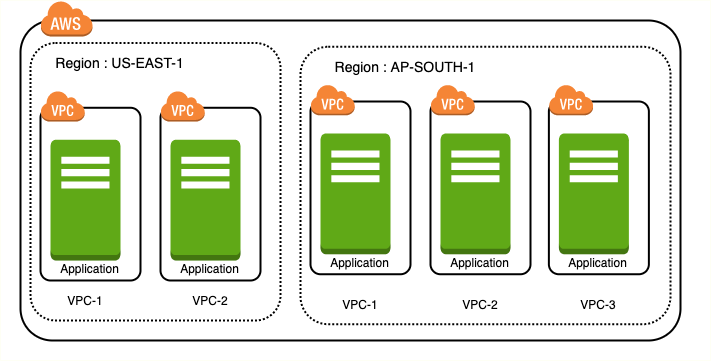 AWS
Region : US-EAST-1
Region : AP-SOUTH-1
VPC
VPC
VPC
VPC
VPC
Application
Application
Application
Application
Application
VPC-1
VPC-2
VPC-1
VPC-2
VPC-3